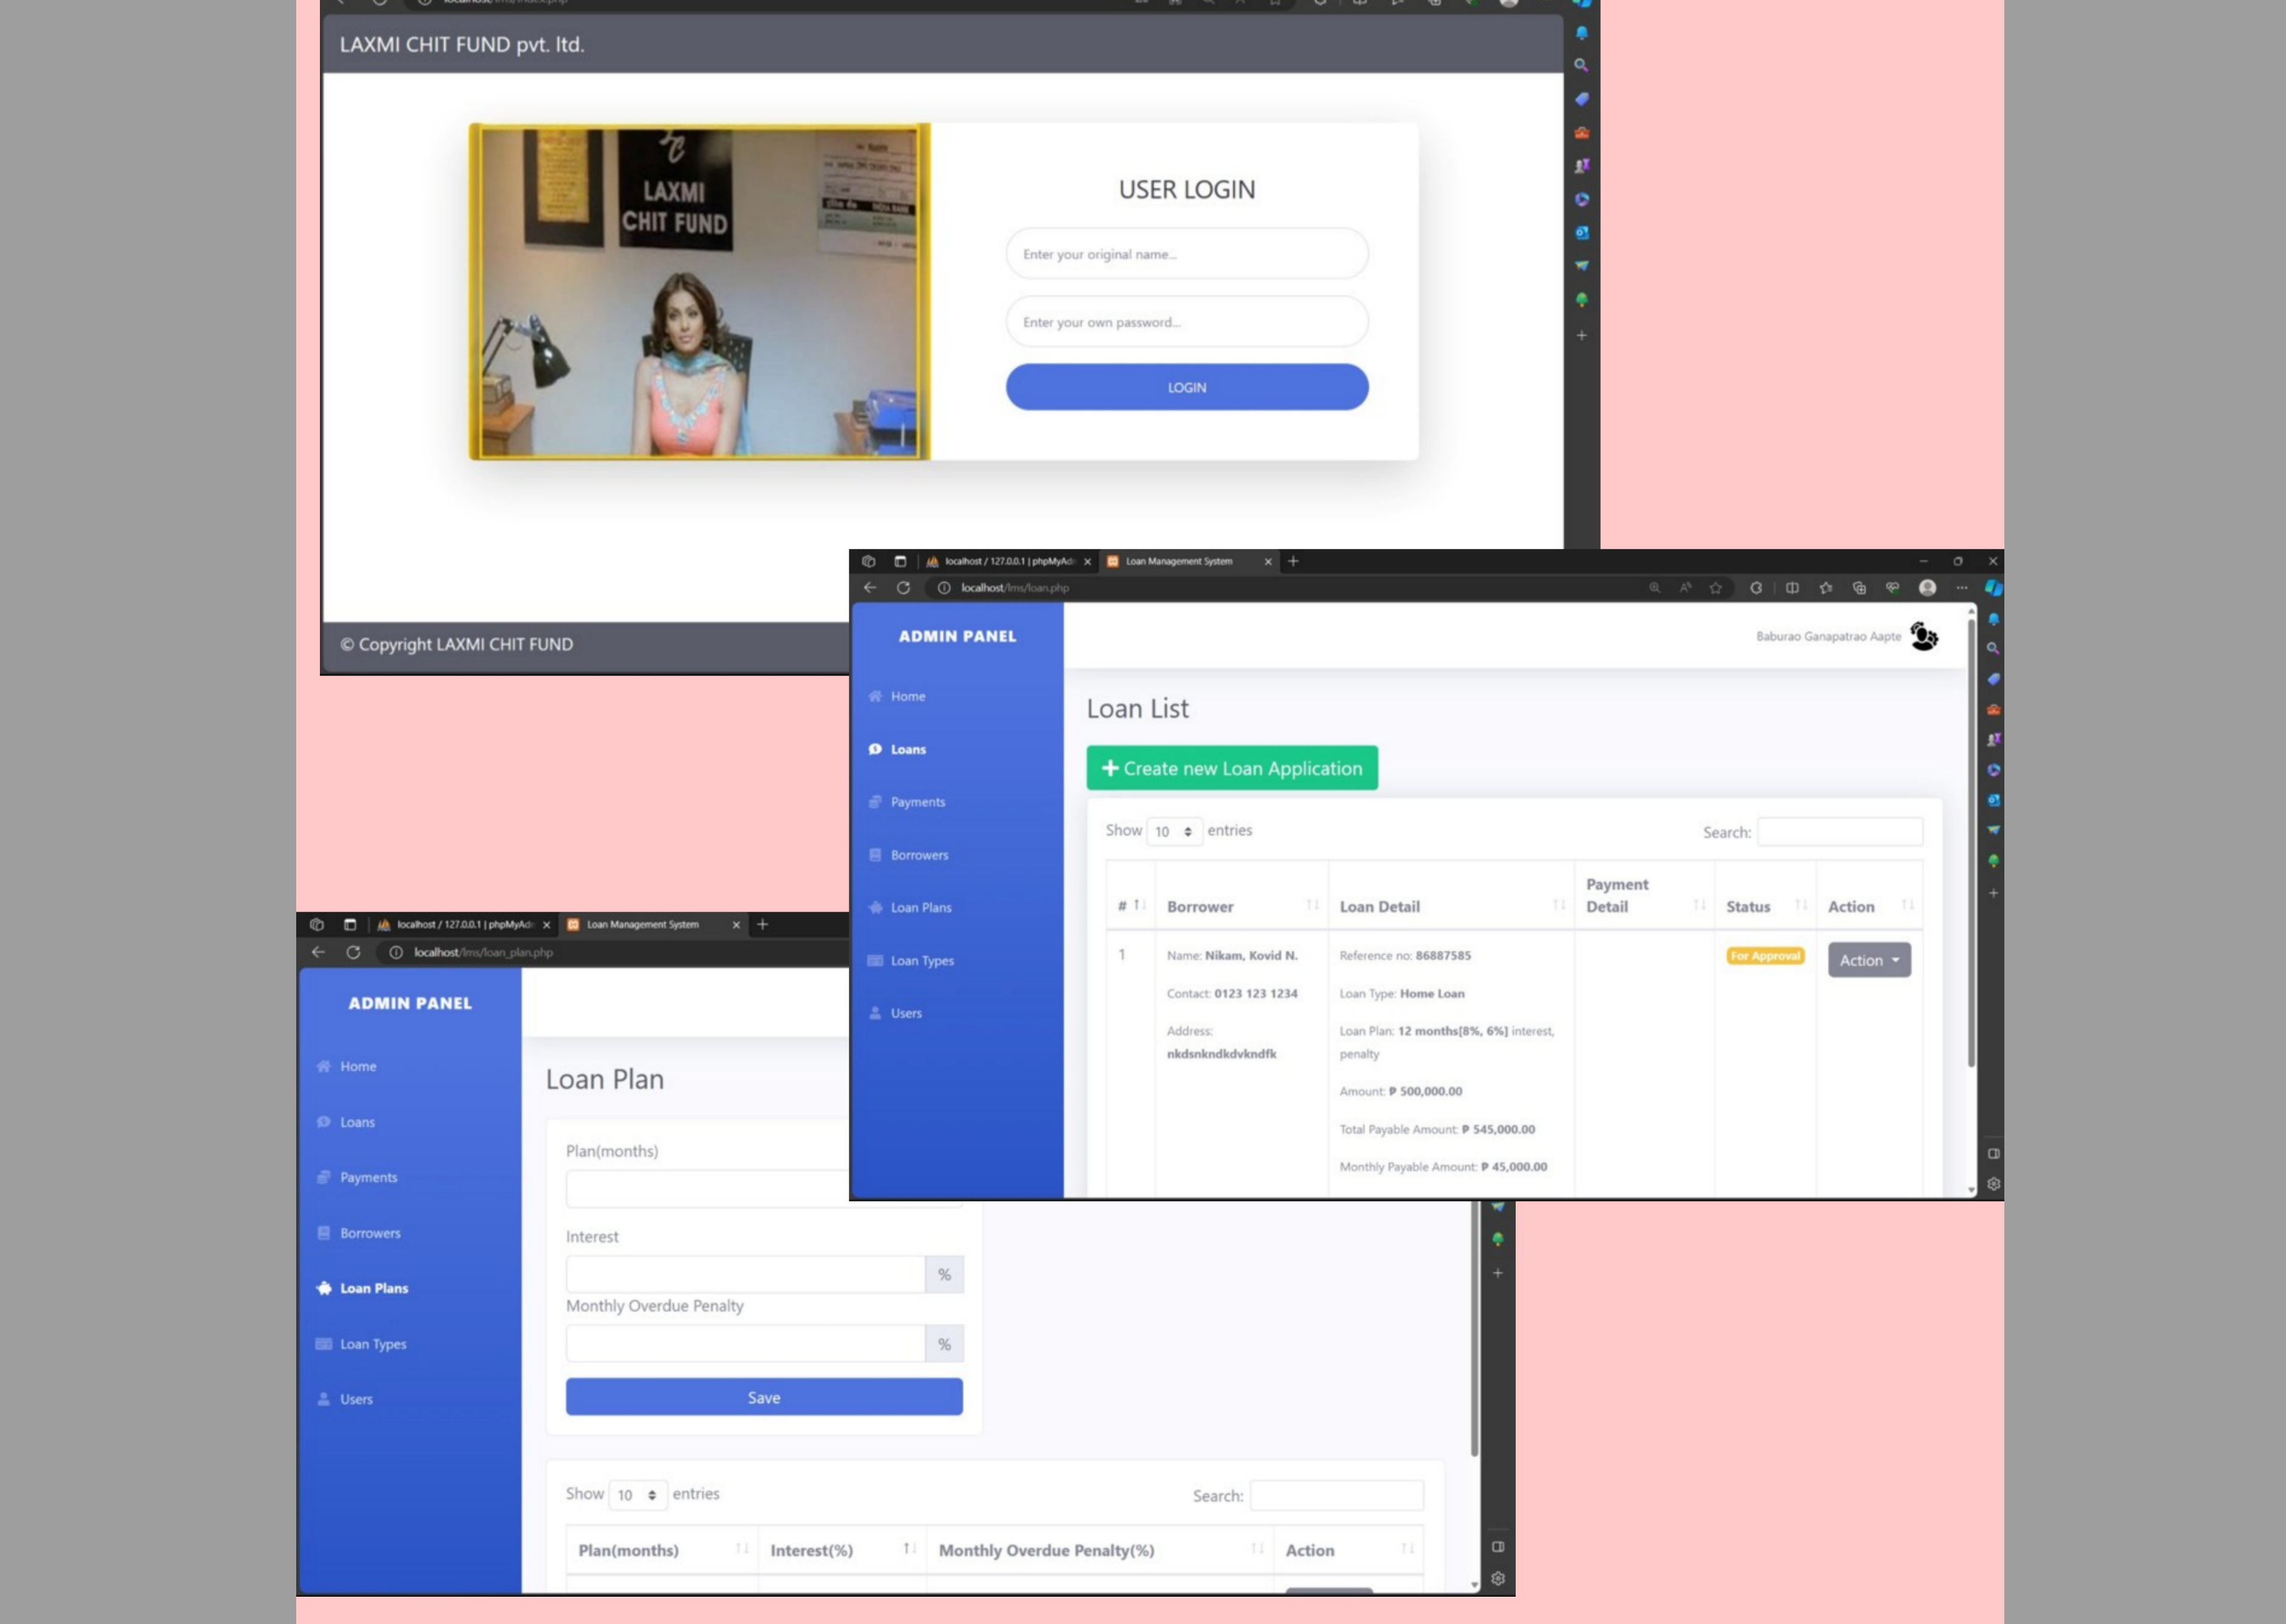 localhost/lms/index.php
LAXMI CHIT FUND pvt. ltd.
LAXMI
CHIT FUND
USER LOGIN
Enter your original name...
Enter your own password...
LOGIN
© Copyright LAXMI CHIT FUND
localhost / 127.0.0.1 | phpMyAd
Loan Management System
localhost/lms/loan.php
ADMIN PANEL
Baburao Ganapatrao Aapte
Home
Loans
Payments
Borrowers
Loan Plans
Loan Types
Users
Loan List
+ Create new Loan Application
Show 10 entries
Search:
# Borrower Loan Detail Payment Detail Status Action
1
Name: Nikam, Kovid N.
Contact: 0123 123 1234
Address:
nkdsnkndkdvkndfk
Reference no: 86887585
Loan Type: Home Loan
Loan Plan: 12 months[8%, 6%] interest,
penalty
Amount: ₱ 500,000.00
Total Payable Amount: ₱ 545,000.00
Monthly Payable Amount: ₱ 45,000.00
For Approval
Action
localhost / 127.0.0.1 | phpMyAd
Loan Management System
localhost/lms/loan_plan.php
ADMIN PANEL
Home
Loans
Payments
Borrowers
Loan Plans
Loan Types
Users
Loan Plan
Plan(months)
Interest
%
Monthly Overdue Penalty
%
Save
Show 10 entries
Search:
Plan(months) Interest(%) Monthly Overdue Penalty(%) Action